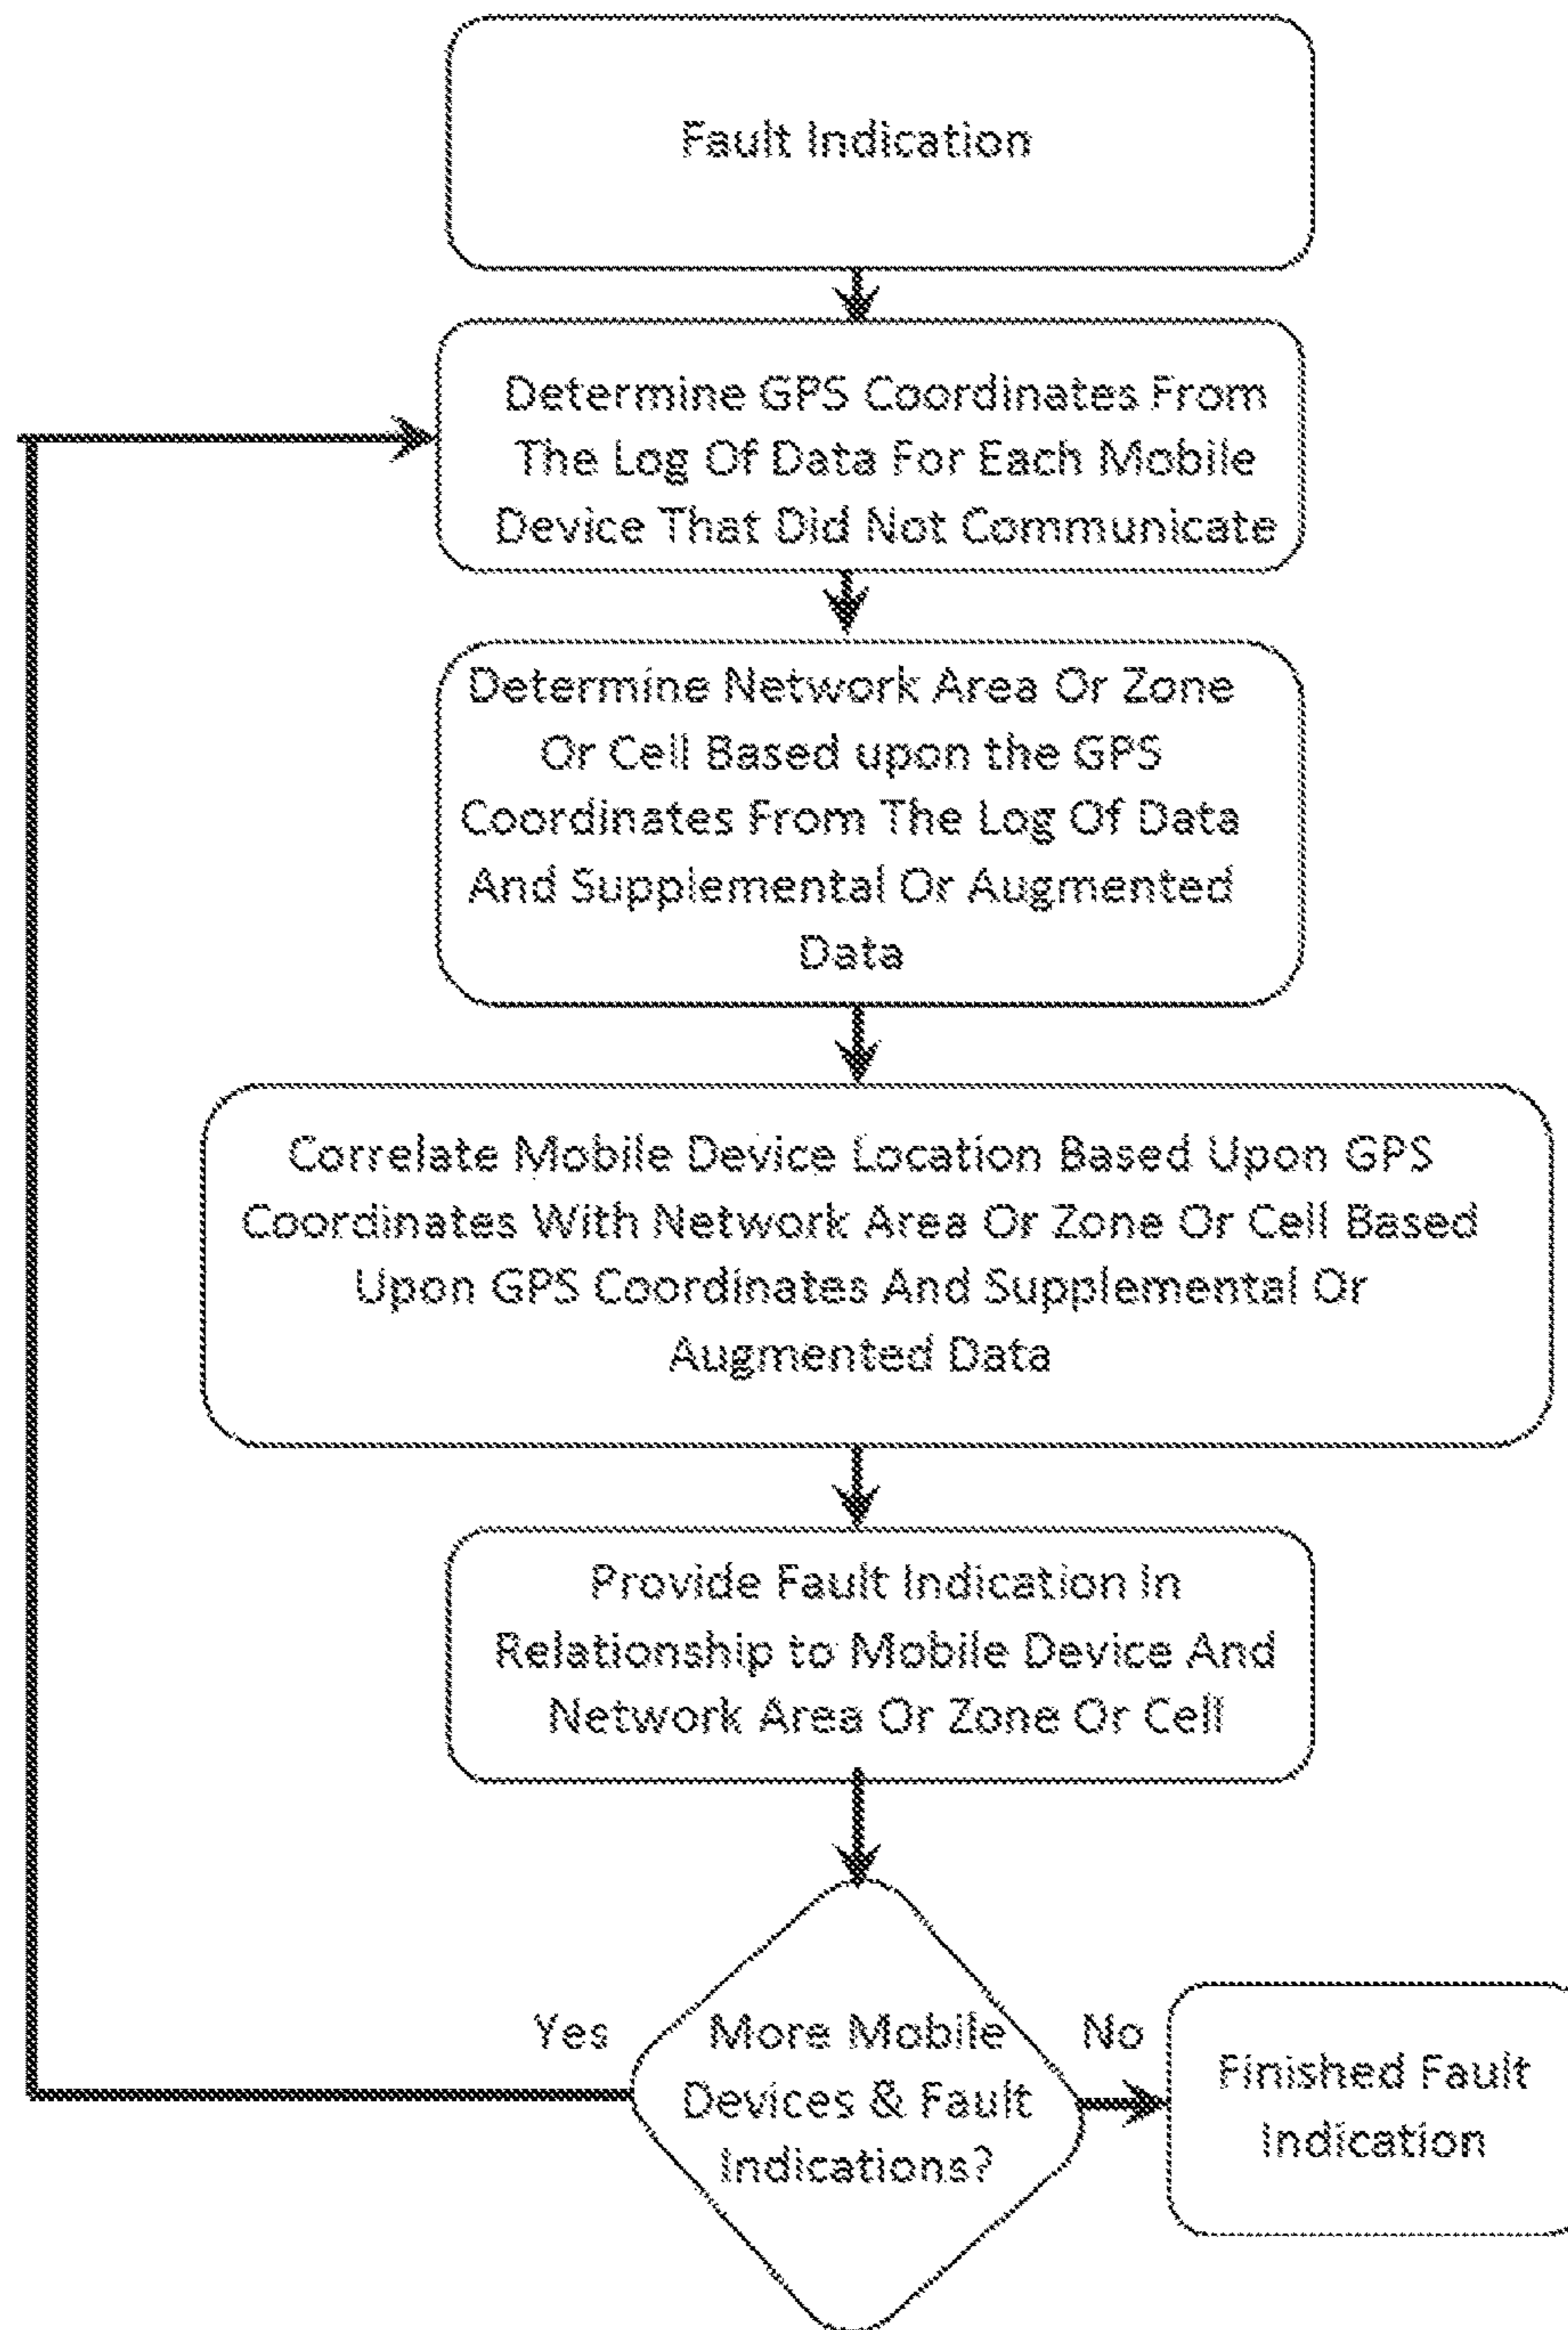 Fault Indication
Determine GPS Coordinates From
The Log Of Data For Each Mobile
Device That Did Not Communicate
Determine Network Area Or Zone
Or Cell Based upon the GPS
Coordinates From The Log Of Data
And Supplemental Or Augmented
Data
Correlate Mobile Device Location Based Upon GPS
Coordinates With Network Area Or Zone Or Cell Based
Upon GPS Coordinates And Supplemental Or
Augmented Data
Provide Fault Indication In
Relationship to Mobile Device And
Network Area Or Zone Or Cell
Yes
More Mobile
Devices & Fault
Indications?
No
Finished Fault
Indication